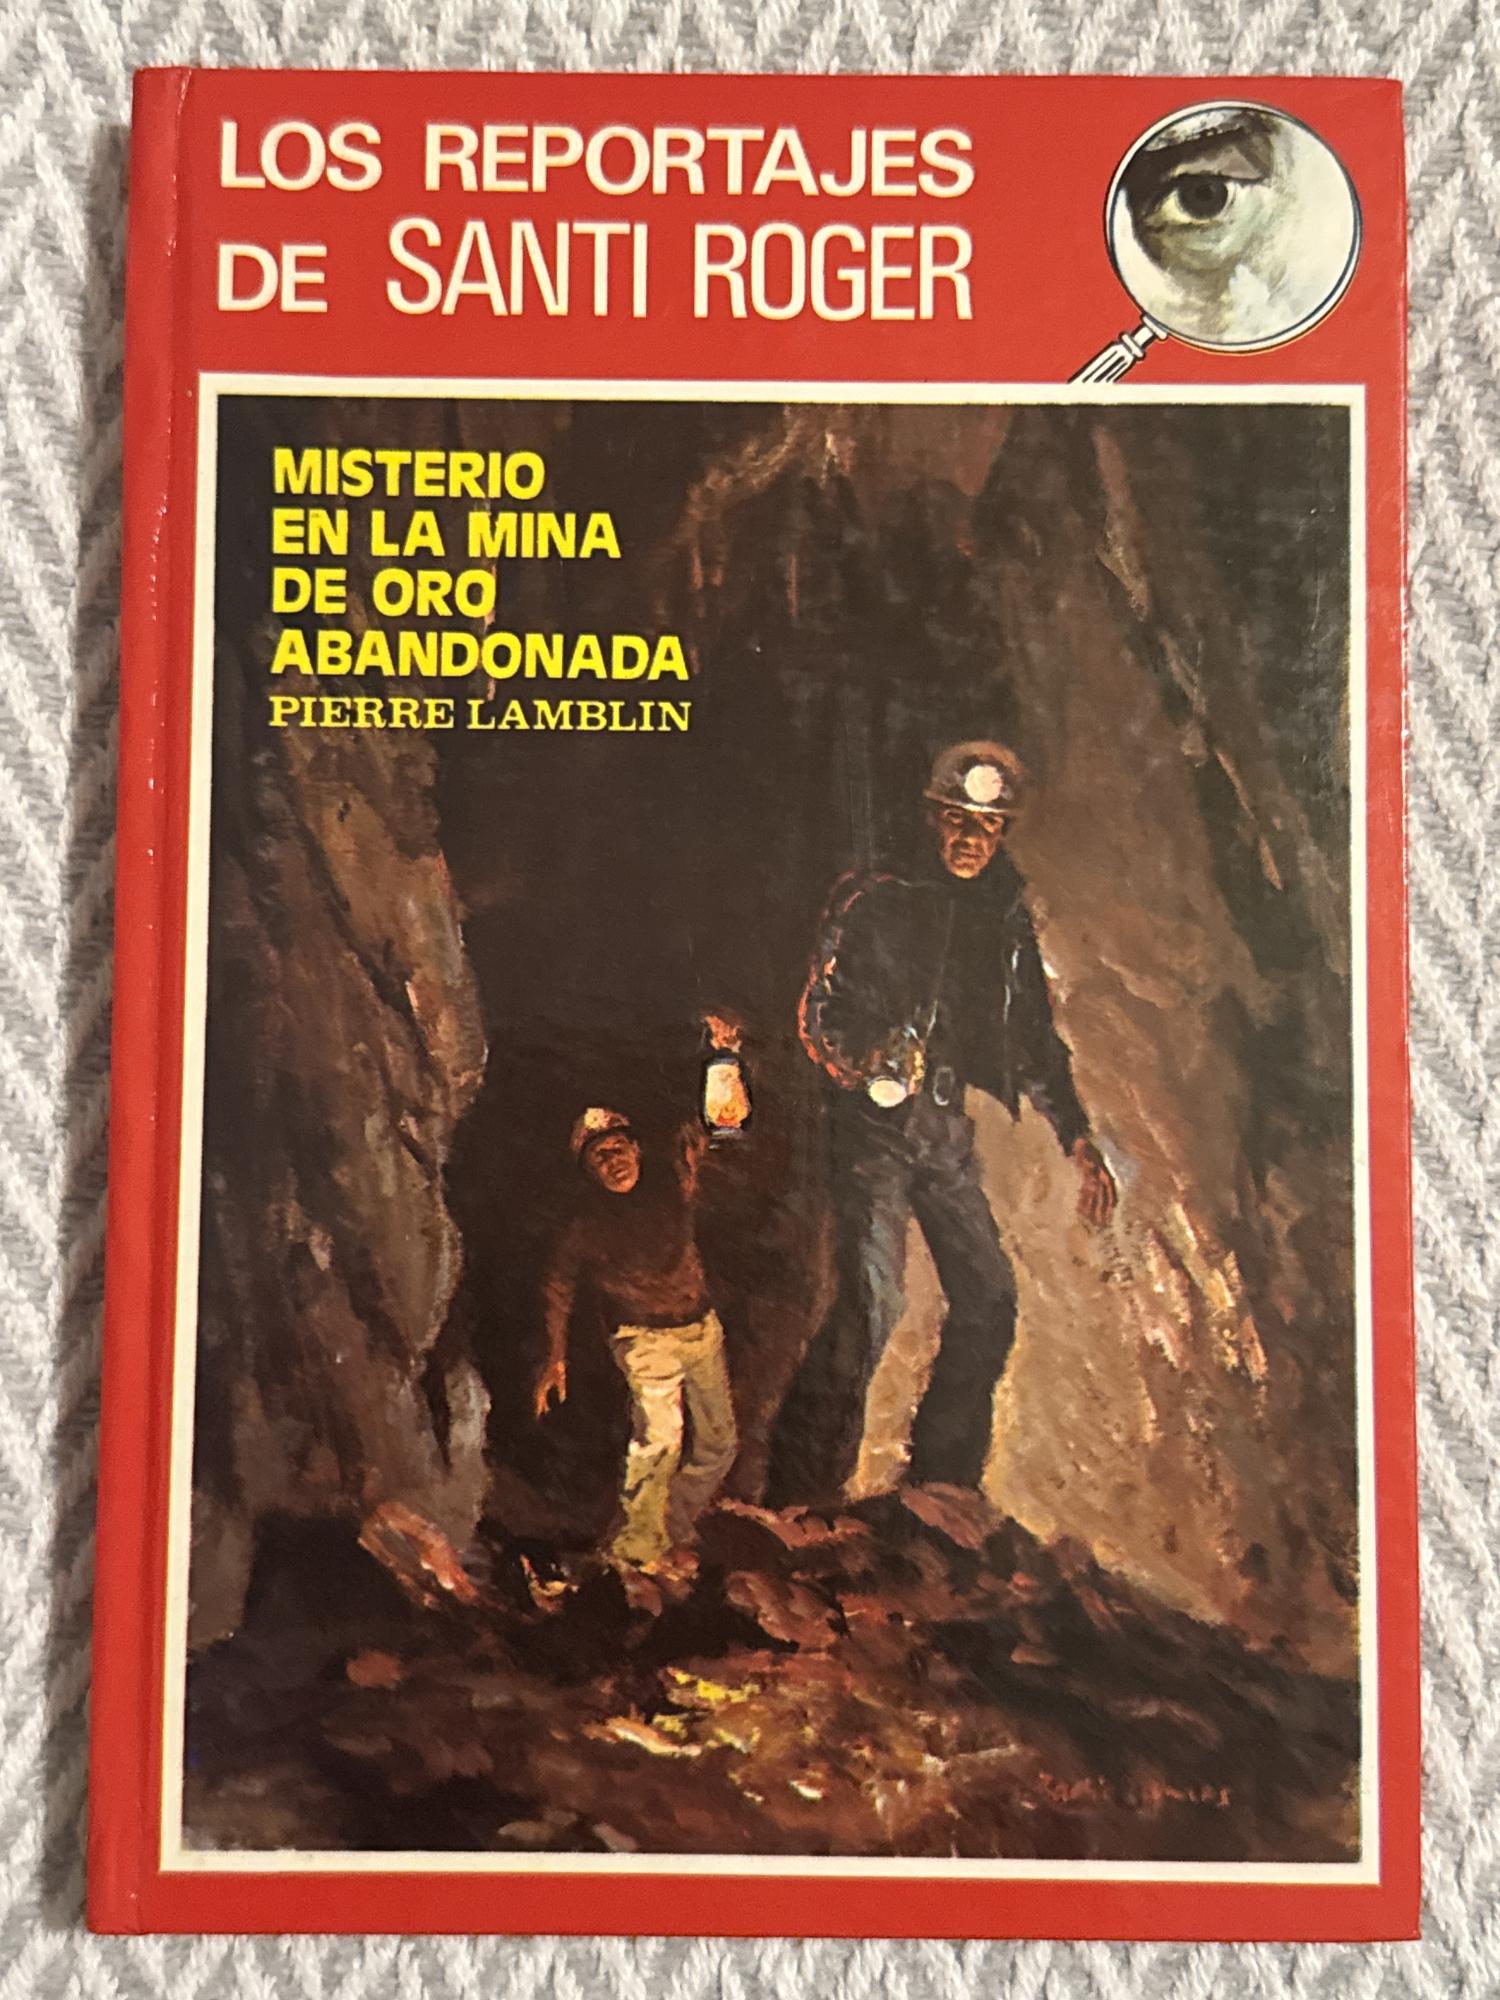 LOS REPORTAJES
DE SANTI ROGER
MISTERIO
EN LA MINA
DE ORO
ABANDONADA
PIERRE LAMBLIN